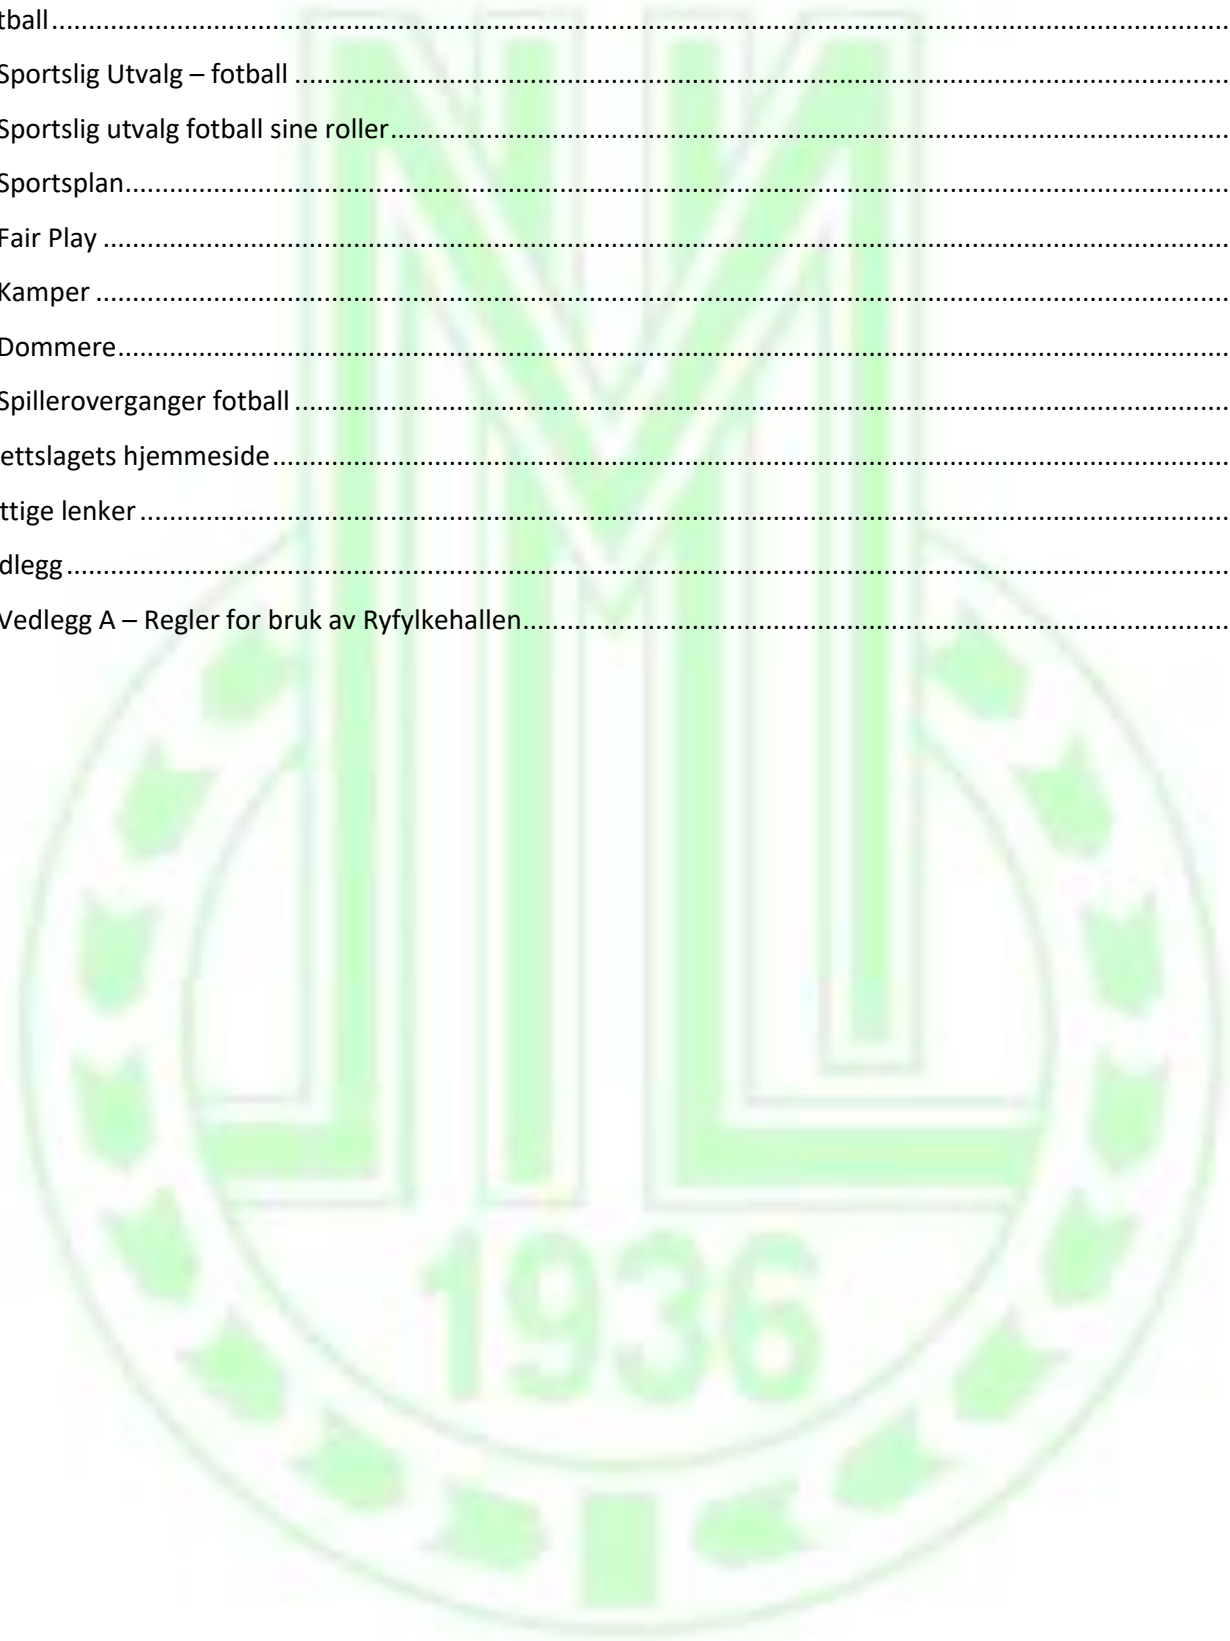 tball
Sportslig Utvalg – fotball
Sportslig utvalg fotball sine roller
Sportsplan
Fair Play
Kamper
Dommere
Spilleroverganger fotball
ettslagets hjemmeside
ttige lenker
dlegg
Vedlegg A – Regler for bruk av Ryfylkehallen
1936